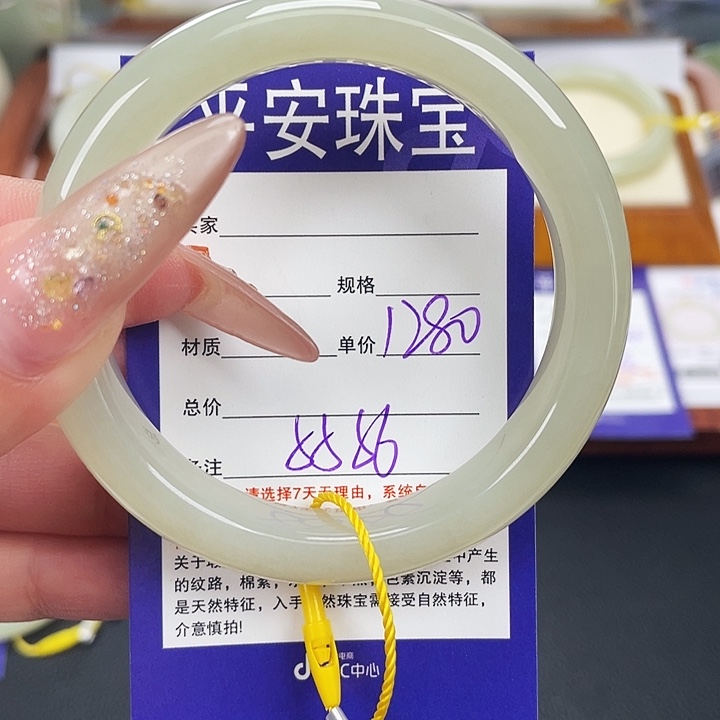 平安珠宝
卖家
规格
材质 单价 1280
总价
备注
请选择7天无理由，系统
关于
中产生
的纹路，棉絮，
色素沉淀等，都
是天然特征，入手
然珠宝需接受自然特征，
介意慎拍！
电商
C中心